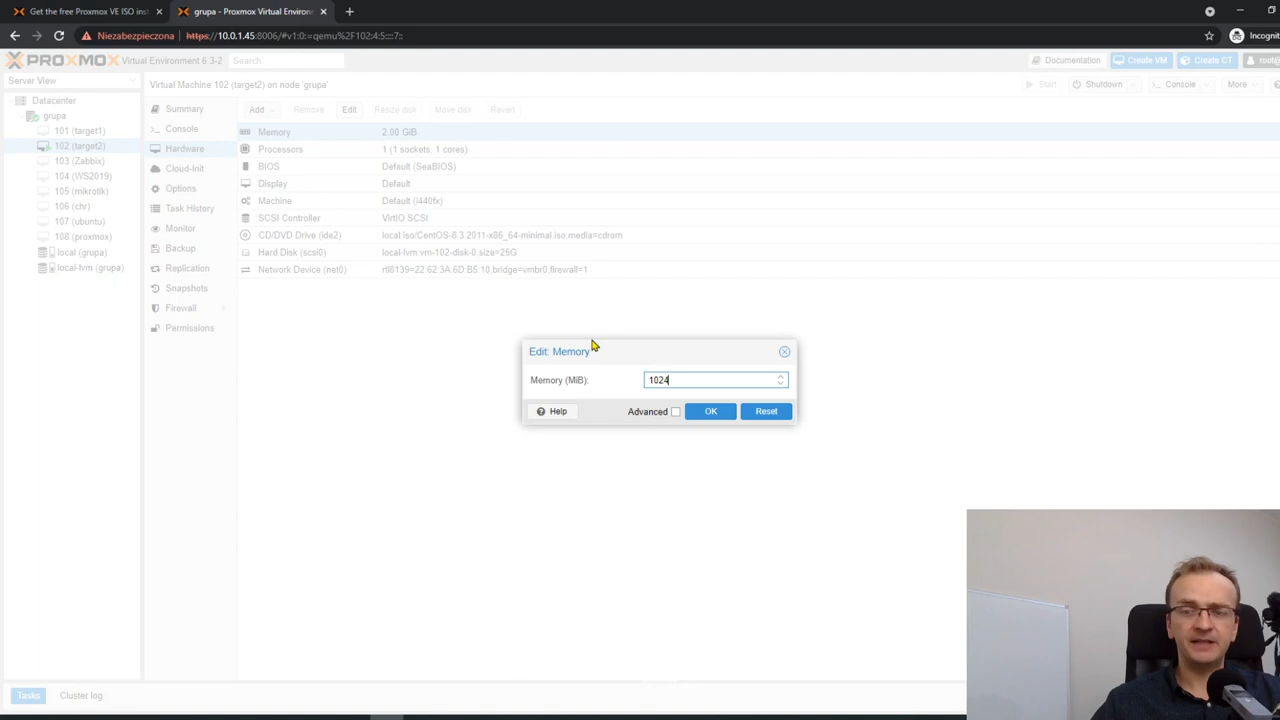 Get the free Proxmox VE ISO inst
grupa - Proxmox Virtual Environm
Niezabezpieczona
https://10.0.1.45:8006/#v1:0:=qemu%2F102:4:5::::7::
Incognit
PROXMOX Virtual Environment 6.3-2
Search
Documentation
Create VM
Create CT
root@
Server View
Virtual Machine 102 (target2) on node 'grupa'
Start
Shutdown
Console
More
Datacenter
grupa
101 (target1)
102 (target2)
103 (Zabbix)
104 (WS2019)
105 (mikrotik)
106 (chr)
107 (ubuntu)
108 (proxmox)
local (grupa)
local-lvm (grupa)
Summary
Console
Hardware
Cloud-Init
Options
Task History
Monitor
Backup
Replication
Snapshots
Firewall
Permissions
Add
Remove
Edit
Resize disk
Move disk
Revert
Memory 2.00 GiB
Processors 1 (1 sockets, 1 cores)
BIOS Default (SeaBIOS)
Display Default
Machine Default (i440fx)
SCSI Controller VirtIO SCSI
CD/DVD Drive (ide2) local:iso/CentOS-8.3.2011-x86_64-minimal.iso,media=cdrom
Hard Disk (scsi0) local-lvm:vm-102-disk-0,size=25G
Network Device (net0) rtl8139=22:62:3A:6D:B5:10,bridge=vmbr0,firewall=1
Edit: Memory
Memory (MiB): 1024
Help
Advanced
OK
Reset
Tasks
Cluster log